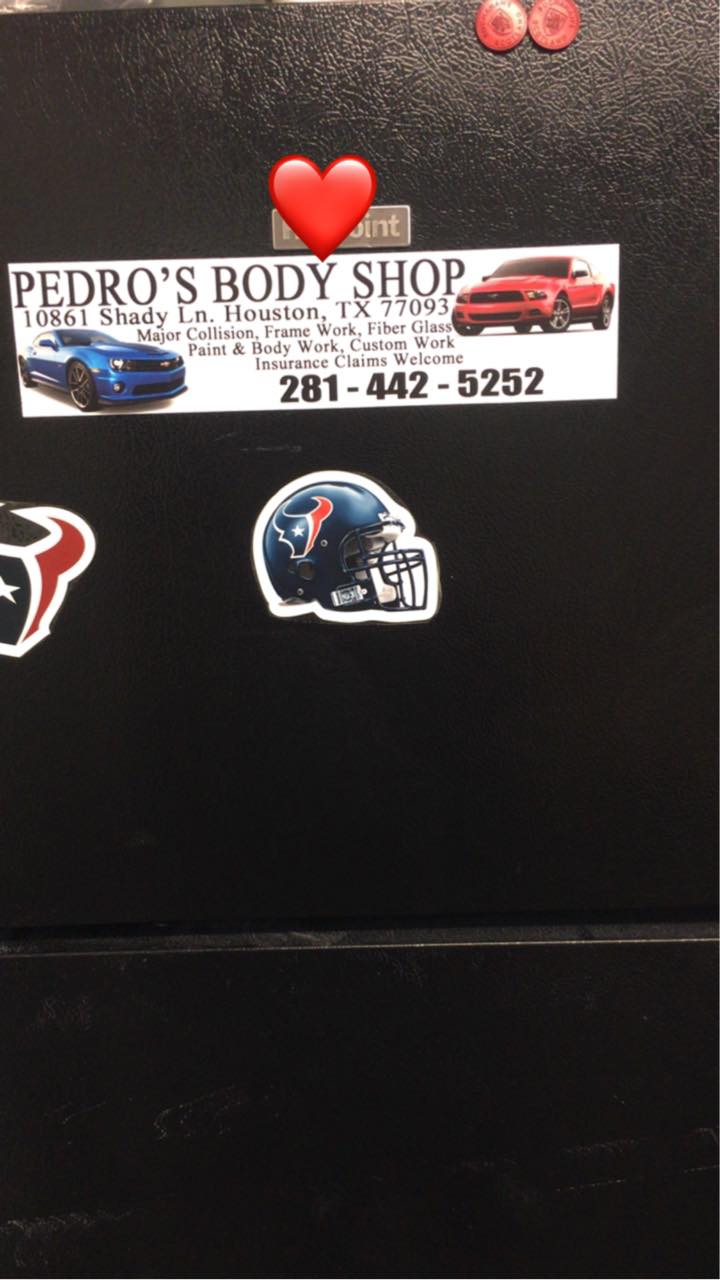 PEDRO'S BODY SHOP
10861 Shady Ln. Houston, TX 77093
Major Collision, Frame Work, Fiber Glass
Paint & Body Work, Custom Work
Insurance Claims Welcome
281 - 442 - 5252